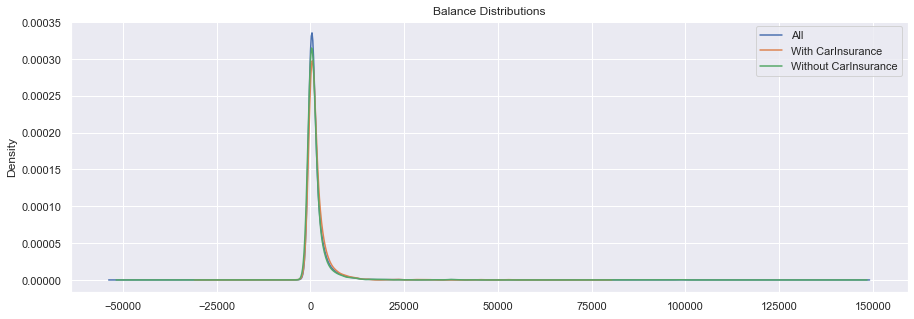 Balance Distributions
All
With CarInsurance
Without CarInsurance
Density
0.00035
0.00030
0.00025
0.00020
0.00015
0.00010
0.00005
0.00000
−50000 −25000 0 25000 50000 75000 100000 125000 150000